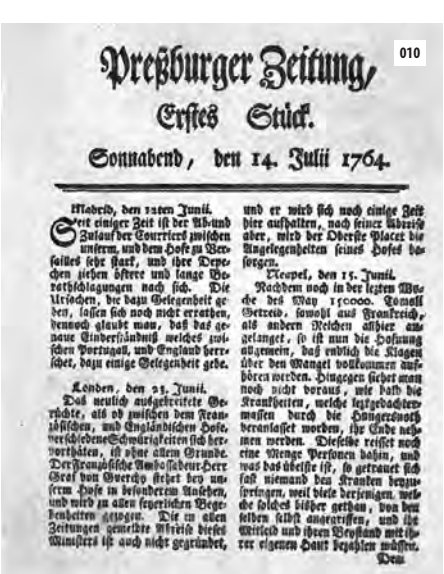 010
Preßburger Zeitung,
Erstes Stück.
Sonnabend, den 14. Julii 1764.
Madrid, den 12ten Junii.
Seit einiger Zeit ist der Ab- und
Zulauf der Courriers zwischen
unserm, und dem Hofe zu Ver-
sailles sehr stark, und ihre Depe-
chen ziehen öftere und lange Be-
rathschlagungen nach sich. Die
Ursachen, die dazu Gelegenheit ge-
ben, lassen sich noch nicht errathen,
dennoch glaubt man, daß das ge-
naue Einverständniß welches zwi-
schen Portugall, und England herr-
schet, dazu einige Gelegenheit gebe.
London, den 23. Junii.
Das neulich ausgebreitete Ge-
rüchte, als ob zwischen dem Fran-
zösischen, und Engländischen Hofe,
verschiedene Schwürigkeiten sich her-
vorthäten, ist ohne allem Grunde.
Der Französische Ambassadeur Herr
Graf von Guerchy stehet bey un-
serm Hofe in besonderem Ansehen,
und wird zu allen feyerlichen Bege-
benheiten gezogen. Die in allen
Zeitungen gemeldte Abreise dieses
Ministers ist auch nicht gegründet,
und er wird sich noch einige Zeit
hier aufhalten, nach seiner Abreise
aber, wird der Oberste Placet die
Angelegenheiten seines Hofes be-
sorgen.
Neapel, den 15. Junii.
Nachdem noch in der lezten Wo-
che des May 150000. Tomoli
Getreid, sowohl aus Frankreich,
als andern Reichen allhier an-
gelanget, so ist nun die Hofnung
allgemein, daß endlich die Klagen
über den Mangel vollkommen auf-
hören werden. Hingegen siehet man
noch nicht voraus, wie bald die
Krankheiten, welche leztgedachter-
massen durch die Hungersnoth
veranlasset worden, ihr Ende neh-
men werden. Dieselbe reisset noch
eine Menge Personen dahin, und
was das übelste ist, so getrauet sich
fast niemand den Kranken beyzu-
springen, weil viele derjenigen, wel-
che solches bisher gethan, von den-
selben selbst angegriffen, und ihr
Mitleid und ihren Beystand mit ih-
rer eigenen Haut bezahlen müssen.
Dem